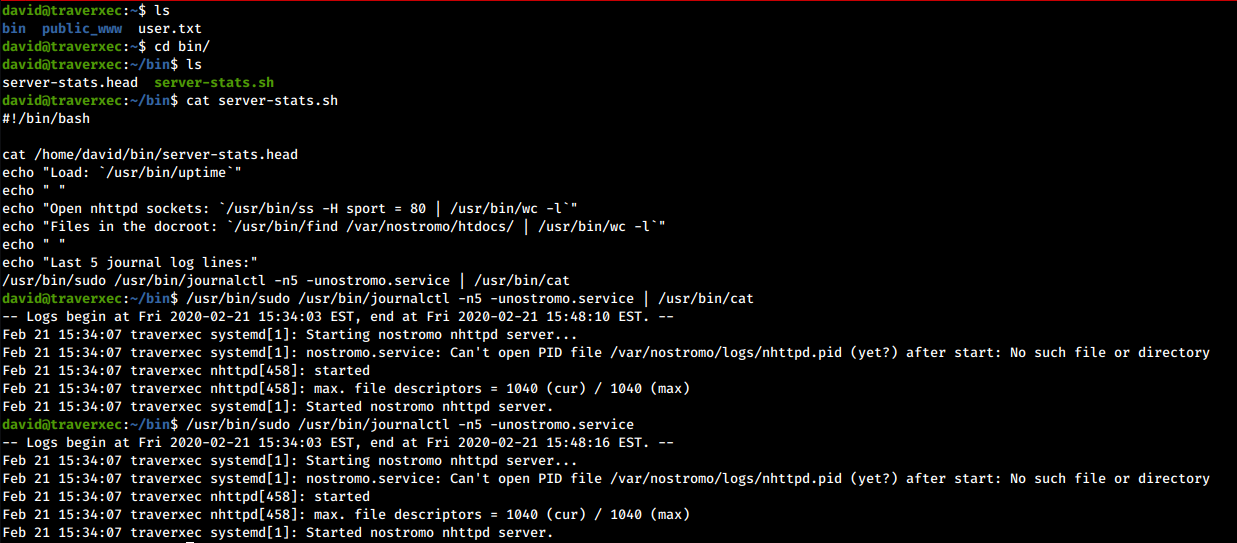 david@traverxec:~$ ls
bin  public_www  user.txt
david@traverxec:~$ cd bin/
david@traverxec:~/bin$ ls
server-stats.head  server-stats.sh
david@traverxec:~/bin$ cat server-stats.sh
#!/bin/bash

cat /home/david/bin/server-stats.head
echo "Load: `/usr/bin/uptime`"
echo " "
echo "Open nhttpd sockets: `/usr/bin/ss -H sport = 80 | /usr/bin/wc -l`"
echo "Files in the docroot: `/usr/bin/find /var/nostromo/htdocs/ | /usr/bin/wc -l`"
echo " "
echo "Last 5 journal log lines:"
/usr/bin/sudo /usr/bin/journalctl -n5 -unostromo.service | /usr/bin/cat
david@traverxec:~/bin$ /usr/bin/sudo /usr/bin/journalctl -n5 -unostromo.service | /usr/bin/cat
-- Logs begin at Fri 2020-02-21 15:34:03 EST, end at Fri 2020-02-21 15:48:10 EST. --
Feb 21 15:34:07 traverxec systemd[1]: Starting nostromo nhttpd server...
Feb 21 15:34:07 traverxec systemd[1]: nostromo.service: Can't open PID file /var/nostromo/logs/nhttpd.pid (yet?) after start: No such file or directory
Feb 21 15:34:07 traverxec nhttpd[458]: started
Feb 21 15:34:07 traverxec nhttpd[458]: max. file descriptors = 1040 (cur) / 1040 (max)
Feb 21 15:34:07 traverxec systemd[1]: Started nostromo nhttpd server.
david@traverxec:~/bin$ /usr/bin/sudo /usr/bin/journalctl -n5 -unostromo.service
-- Logs begin at Fri 2020-02-21 15:34:03 EST, end at Fri 2020-02-21 15:48:16 EST. --
Feb 21 15:34:07 traverxec systemd[1]: Starting nostromo nhttpd server...
Feb 21 15:34:07 traverxec systemd[1]: nostromo.service: Can't open PID file /var/nostromo/logs/nhttpd.pid (yet?) after start: No such file or directory
Feb 21 15:34:07 traverxec nhttpd[458]: started
Feb 21 15:34:07 traverxec nhttpd[458]: max. file descriptors = 1040 (cur) / 1040 (max)
Feb 21 15:34:07 traverxec systemd[1]: Started nostromo nhttpd server.